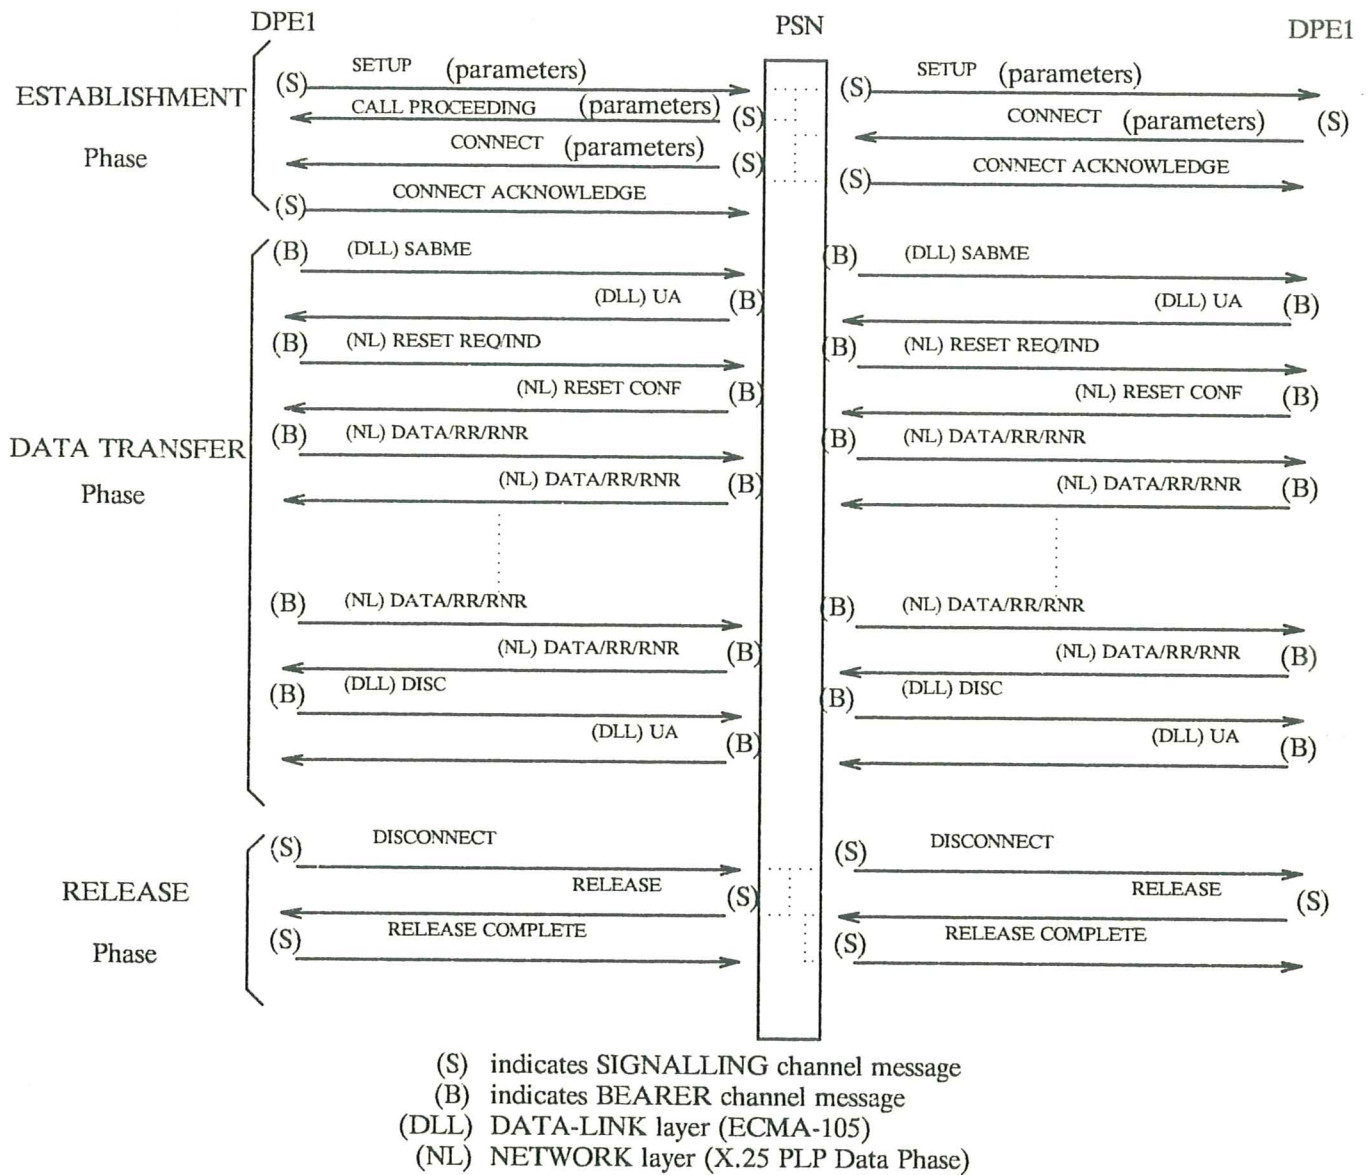 DPE1 PSN DPE1
SETUP (parameters) SETUP (parameters)
(S) (S)
ESTABLISHMENT CALL PROCEEDING (parameters) (S) CONNECT (parameters) (S)
CONNECT (parameters)
Phase (S) CONNECT ACKNOWLEDGE
CONNECT ACKNOWLEDGE (S)
(S)
(B) (DLL) SABME (B) (DLL) SABME
(DLL) UA (B) (DLL) UA (B)
(B) (NL) RESET REQ/IND (B) (NL) RESET REQ/IND
(NL) RESET CONF (B) (NL) RESET CONF (B)
DATA TRANSFER (B) (NL) DATA/RR/RNR (B) (NL) DATA/RR/RNR
Phase (NL) DATA/RR/RNR (B) (NL) DATA/RR/RNR (B)
(B) (NL) DATA/RR/RNR (B) (NL) DATA/RR/RNR
(NL) DATA/RR/RNR (B) (NL) DATA/RR/RNR (B)
(B) (DLL) DISC (B) (DLL) DISC
(DLL) UA (B) (DLL) UA (B)
(S) DISCONNECT (S) DISCONNECT
RELEASE RELEASE (S) RELEASE (S)
Phase (S) RELEASE COMPLETE (S) RELEASE COMPLETE
(S) indicates SIGNALLING channel message
(B) indicates BEARER channel message
(DLL) DATA-LINK layer (ECMA-105)
(NL) NETWORK layer (X.25 PLP Data Phase)